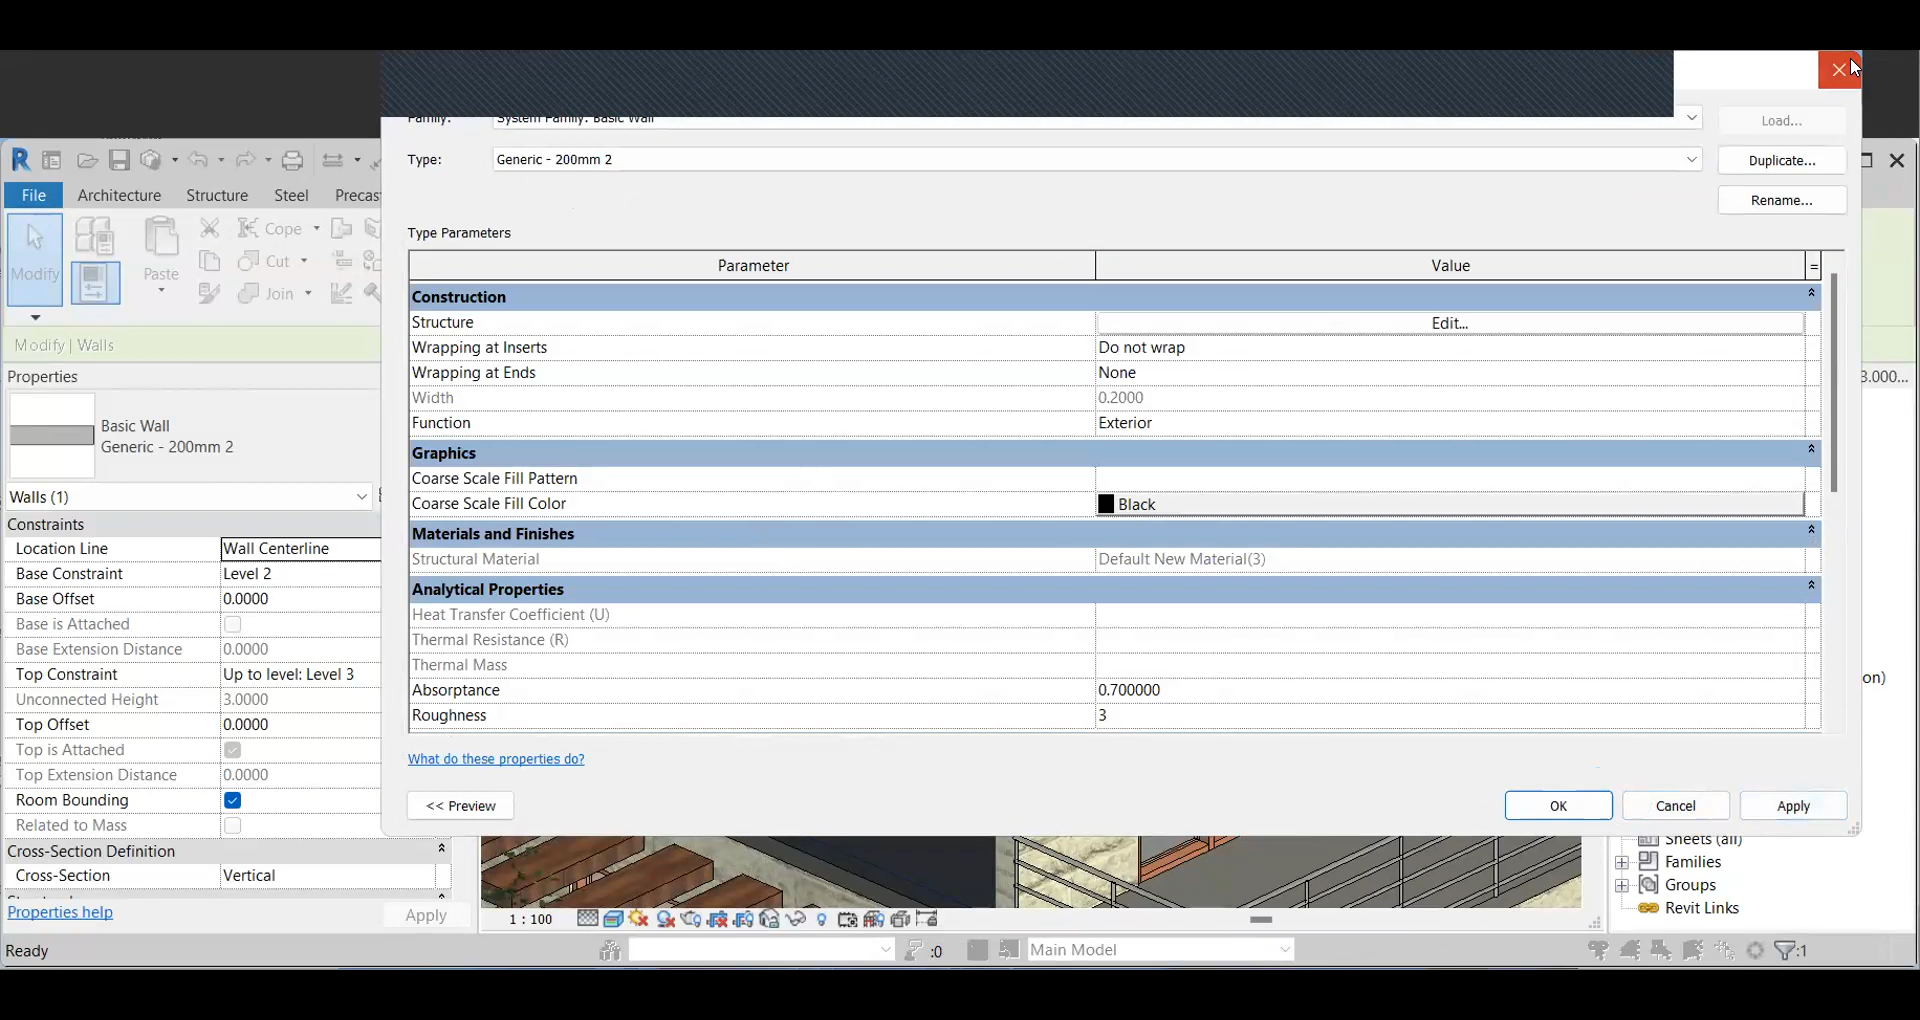 Family:
System Family: Basic Wall
Load...
Type:
Generic - 200mm 2
Duplicate...
Rename...
File
Architecture
Structure
Steel
Precas
Type Parameters
Modify
Paste
Cope
Cut
Join
Parameter
Value
=
Construction
Structure
Edit...
Wrapping at Inserts
Do not wrap
Wrapping at Ends
None
Width
0.2000
Function
Exterior
Graphics
Coarse Scale Fill Pattern
Coarse Scale Fill Color
Black
Materials and Finishes
Structural Material
Default New Material(3)
Analytical Properties
Heat Transfer Coefficient (U)
Thermal Resistance (R)
Thermal Mass
Absorptance
0.700000
Roughness
3
What do these properties do?
<< Preview
OK
Cancel
Apply
Modify | Walls
Properties
Basic Wall
Generic - 200mm 2
Walls (1)
Constraints
Location Line
Wall Centerline
Base Constraint
Level 2
Base Offset
0.0000
Base is Attached
Base Extension Distance
0.0000
Top Constraint
Up to level: Level 3
Unconnected Height
3.0000
Top Offset
0.0000
Top is Attached
Top Extension Distance
0.0000
Room Bounding
Related to Mass
Cross-Section Definition
Cross-Section
Vertical
Properties help
Apply
3.000...
on)
Sheets (all)
Families
Groups
Revit Links
1 : 100
Ready
:0
Main Model
:1